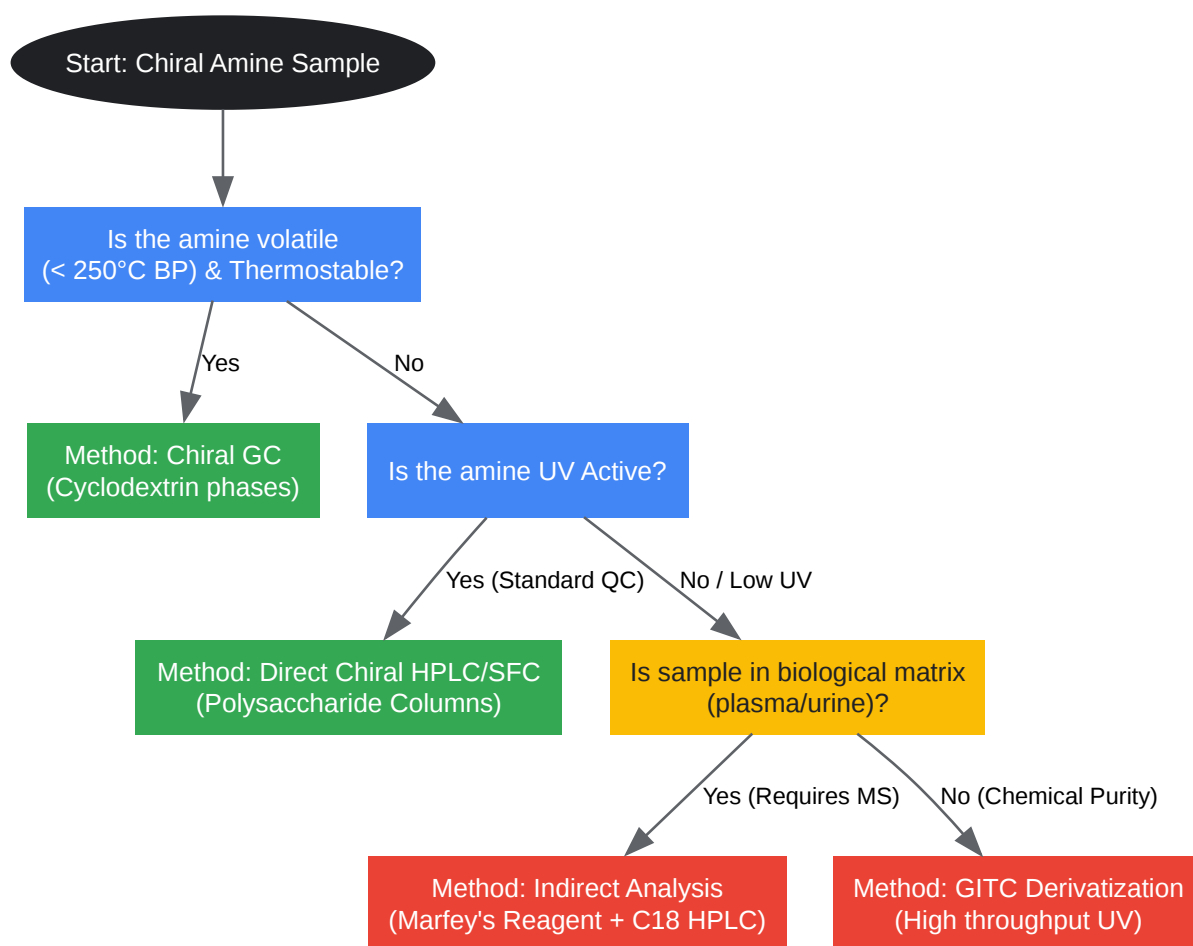 Start: Chiral Amine Sample
Is the amine volatile
(< 250°C BP) & Thermostable?
Yes
No
Method: Chiral GC
(Cyclodextrin phases)
Is the amine UV Active?
Yes (Standard QC)
No / Low UV
Method: Direct Chiral HPLC/SFC
(Polysaccharide Columns)
Is sample in biological matrix
(plasma/urine)?
Yes (Requires MS)
No (Chemical Purity)
Method: Indirect Analysis
(Marfey's Reagent + C18 HPLC)
Method: GITC Derivatization
(High throughput UV)